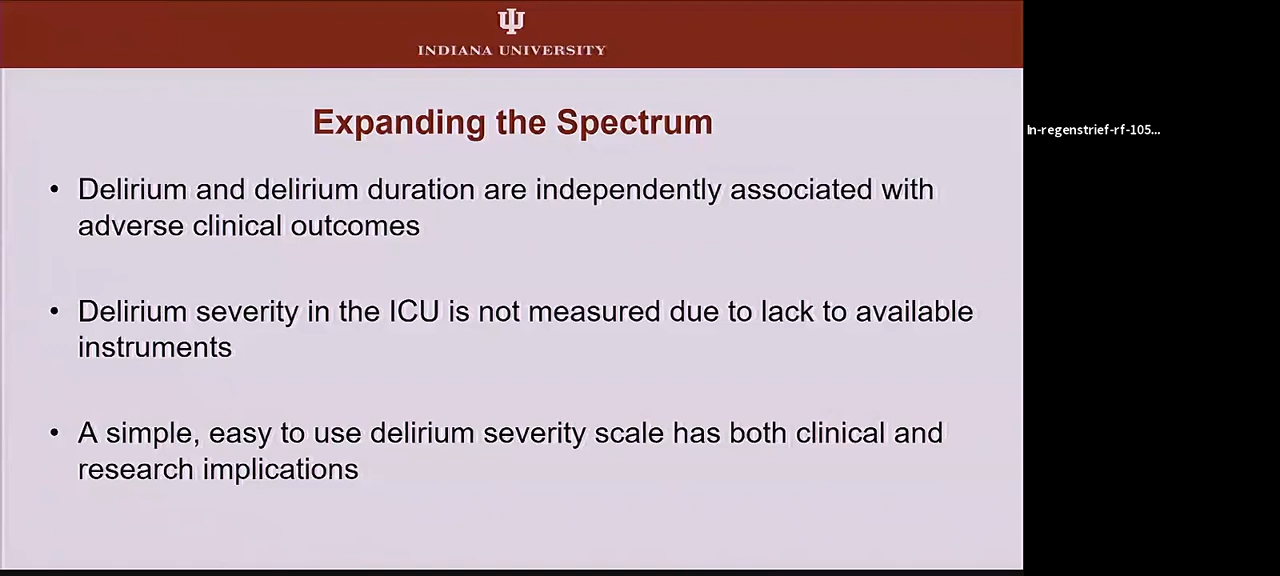 INDIANA UNIVERSITY
Expanding the Spectrum
• Delirium and delirium duration are independently associated with
adverse clinical outcomes
• Delirium severity in the ICU is not measured due to lack to available
instruments
• A simple, easy to use delirium severity scale has both clinical and
research implications
In-regenstrief-rf-105...